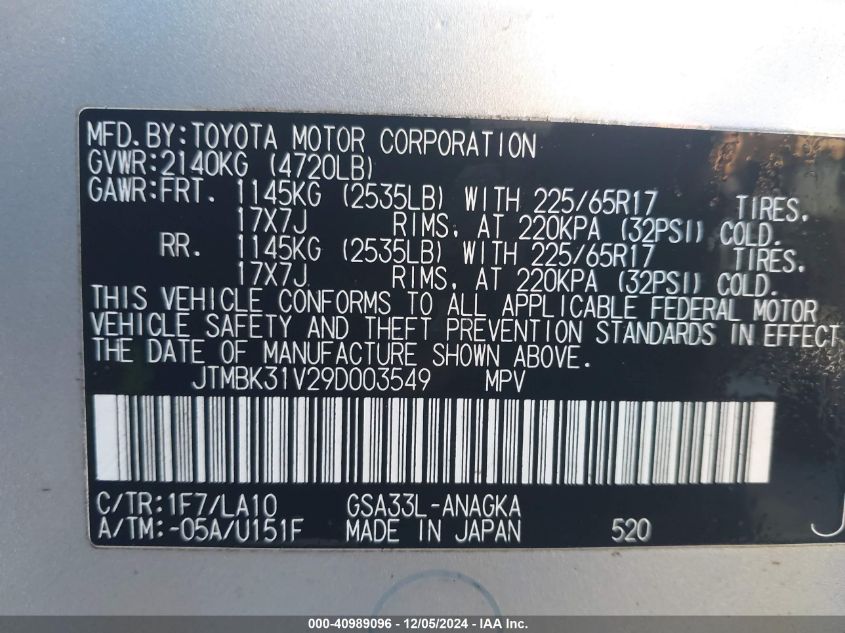 MFD.BY:TOYOTA MOTOR CORPORATION
GVWR:2140KG (4720LB)
GAWR:FRT. 1145KG (2535LB) WITH 225/65R17 TIRES,
17X7J RIMS, AT 220KPA (32PSI) COLD.
RR. 1145KG (2535LB) WITH 225/65R17 TIRES,
17X7J RIMS, AT 220KPA (32PSI) COLD.
THIS VEHICLE CONFORMS TO ALL APPLICABLE FEDERAL MOTOR
VEHICLE SAFETY AND THEFT PREVENTION STANDARDS IN EFFECT
THE DATE OF MANUFACTURE SHOWN ABOVE.
JTMBK31V29D003549 MPV
C/TR:1F7/LA10 GSA33L-ANAGKA
A/TM:-05A/U151F MADE IN JAPAN 520 J
000-40989096 - 12/05/2024 - IAA Inc.